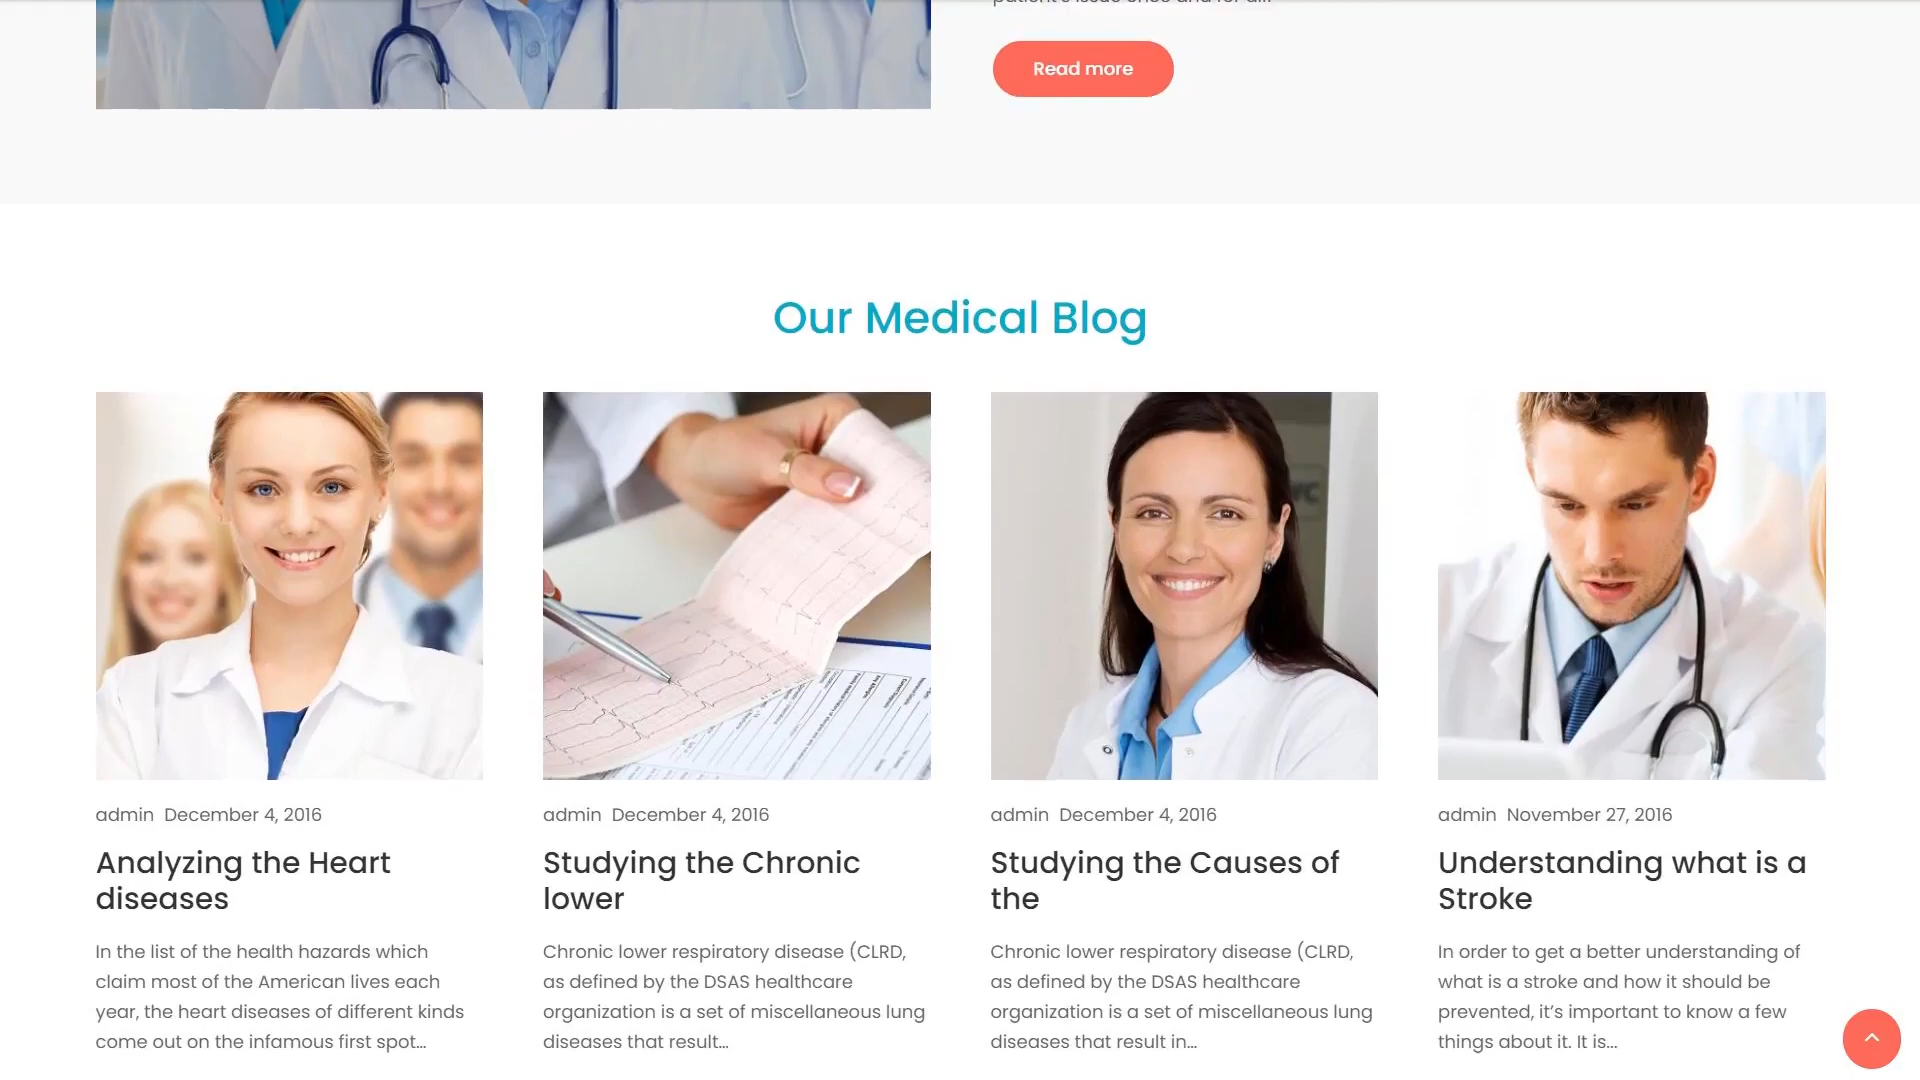 Read more
Our Medical Blog
admin December 4, 2016
Analyzing the Heart
diseases
In the list of the health hazards which
claim most of the American lives each
year, the heart diseases of different kinds
come out on the infamous first spot...
admin December 4, 2016
Studying the Chronic
lower
Chronic lower respiratory disease (CLRD,
as defined by the DSAS healthcare
organization is a set of miscellaneous lung
diseases that result...
admin December 4, 2016
Studying the Causes of
the
Chronic lower respiratory disease (CLRD,
as defined by the DSAS healthcare
organization is a set of miscellaneous lung
diseases that result in...
admin November 27, 2016
Understanding what is a
Stroke
In order to get a better understanding of
what is a stroke and how it should be
prevented, it’s important to know a few
things about it. It is...